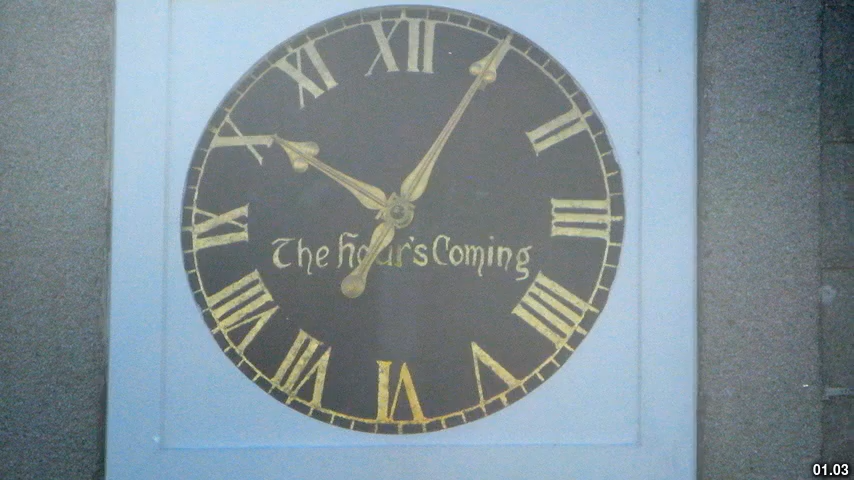 XII
XI
II
X
III
IX
The Hour's Coming
IIII
VIII
VII
V
VI
01.03